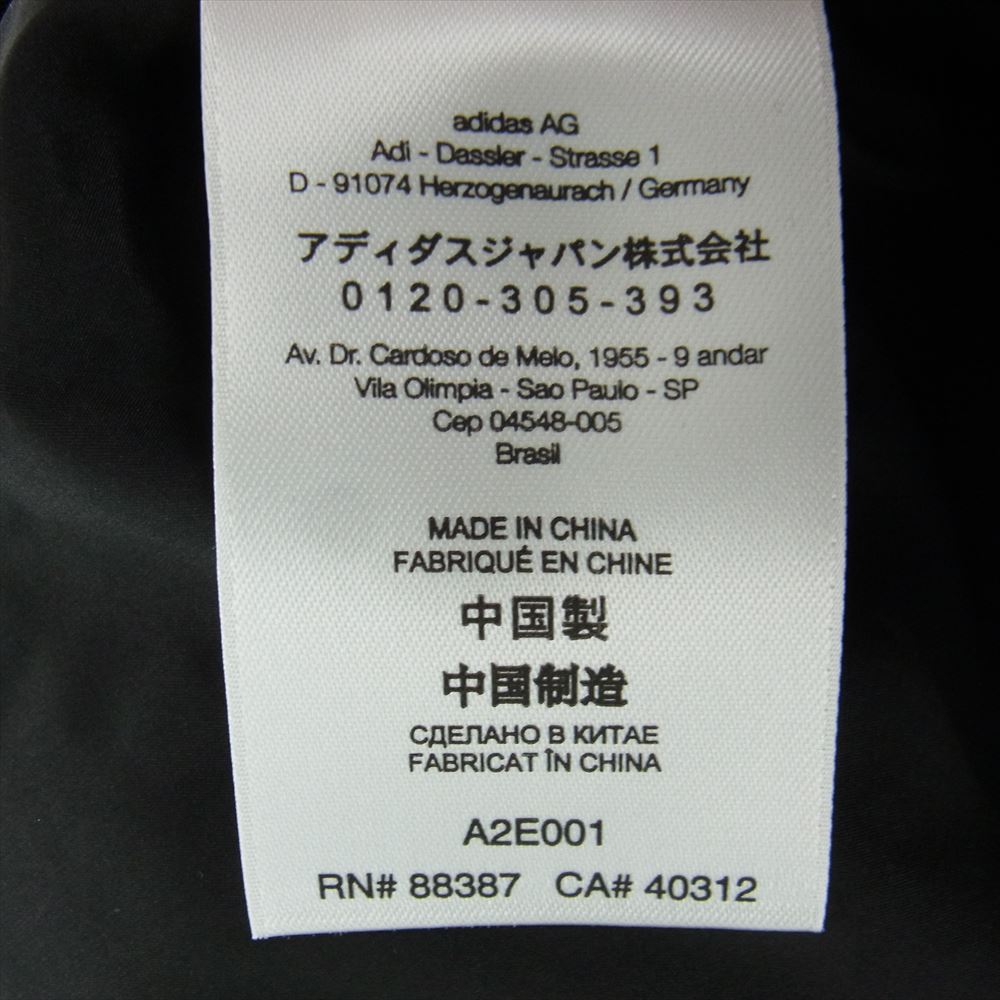 adidas AG
Adi - Dassler - Strasse 1
D - 91074 Herzogenaurach / Germany
アディダスジャパン株式会社
0120-305-393
Av. Dr. Cardoso de Melo, 1955 - 9 andar
Vila Olimpia - Sao Paulo - SP
Cep 04548-005
Brasil
MADE IN CHINA
FABRIQUÉ EN CHINE
中国製
中国制造
СДЕЛАНО В КИТАЕ
FABRICAT ÎN CHINA
A2E001
RN# 88387 CA# 40312